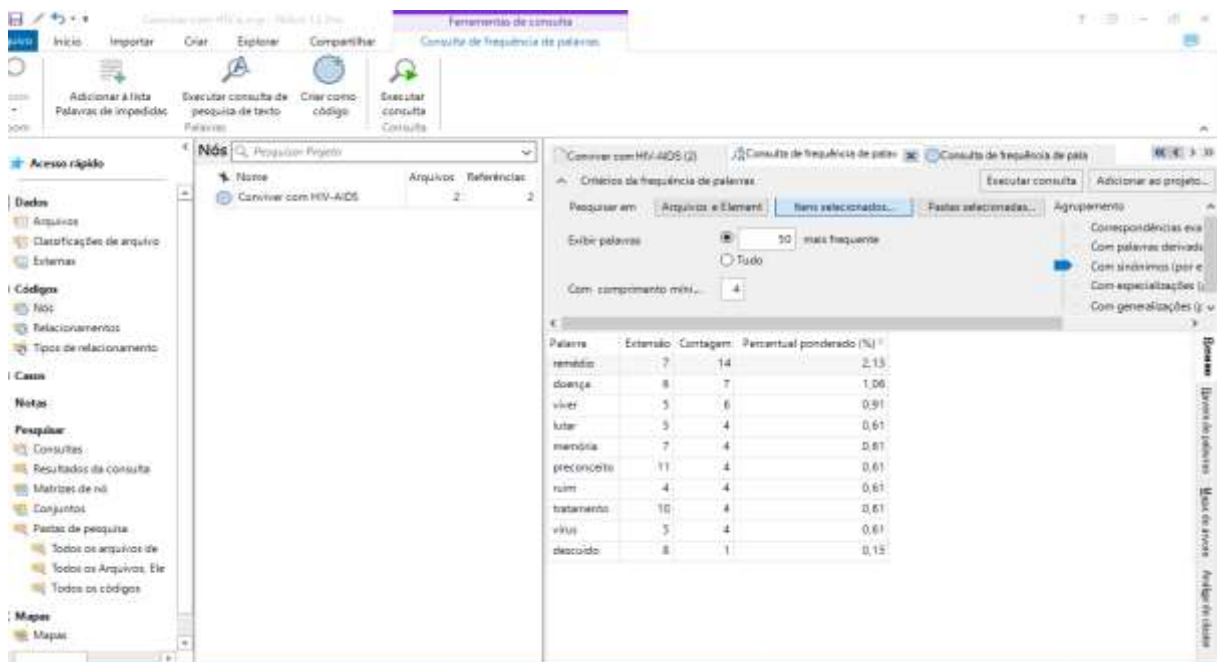 Ferramentas de consulta
Início Importar Criar Explorar Compartilhar Consulta de frequência de palavras
Adicionar à lista
Palavras de impedidas
Executar consulta de
pesquisa de texto
Criar como
código
Executar
consulta
Palavras
Consulta
Acesso rápido
Dados
Arquivos
Classificações de arquivo
Externas
Códigos
Nós
Relacionamentos
Tipos de relacionamento
Casos
Notas
Pesquisar
Consultas
Resultados da consulta
Matrizes de nó
Conjuntos
Pastas de pesquisa
Todos os arquivos de
Todos os Arquivos, Ele
Todos os códigos
Mapas
Mapas
Nós Pesquisar Projeto
Nome Arquivos Referências
Conviver com HIV-AIDS 2 2
Conviver com HIV-AIDS (2) Consulta de frequência de palav Consulta de frequência de pala
Critérios da frequência de palavras Executar consulta Adicionar ao projeto...
Pesquisar em Arquivos e Element Itens selecionados... Pastas selecionadas... Agrupamento
Exibir palavras 50 mais frequente
Tudo
Com comprimento míni... 4
Correspondências exa
Com palavras derivada
Com sinônimos (por e
Com especializações (
Com generalizações (p
Palavra Extensão Contagem Percentual ponderado (%)
remédio 7 14 2,13
doença 6 7 1,06
viver 5 6 0,91
lutar 5 4 0,61
memória 7 4 0,61
preconceito 11 4 0,61
ruim 4 4 0,61
tratamento 10 4 0,61
vírus 5 4 0,61
descuido 8 1 0,15
Resumo
Nuvem de palavras
Mapa de árvore
Análise de cluster